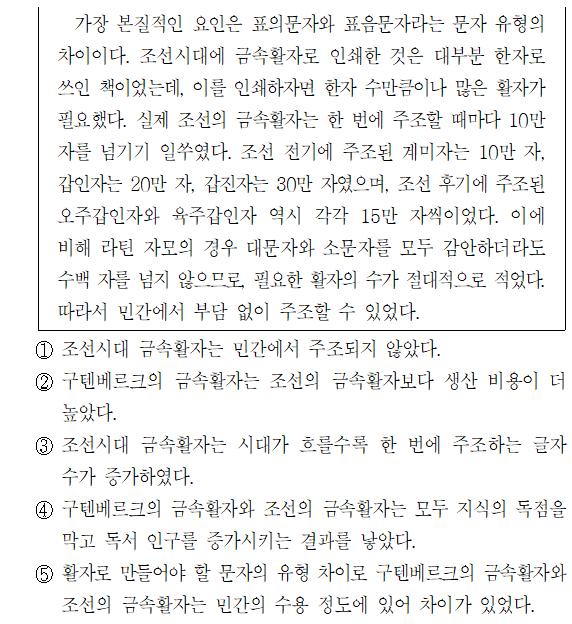 가장 본질적인 요인은 표의문자와 표음문자라는 문자 유형의
차이이다. 조선시대에 금속활자로 인쇄한 것은 대부분 한자로
쓰인 책이었는데, 이를 인쇄하자면 한자 수만큼이나 많은 활자가
필요했다. 실제 조선의 금속활자는 한 번에 주조할 때마다 10만
자를 넘기기 일쑤였다. 조선 전기에 주조된 계미자는 10만 자,
갑인자는 20만 자, 갑진자는 30만 자였으며, 조선 후기에 주조된
오주갑인자와 육주갑인자 역시 각각 15만 자씩이었다. 이에
비해 라틴 자모의 경우 대문자와 소문자를 모두 감안하더라도
수백 자를 넘지 않으므로, 필요한 활자의 수가 절대적으로 적었다.
따라서 민간에서 부담 없이 주조할 수 있었다.
① 조선시대 금속활자는 민간에서 주조되지 않았다.
② 구텐베르크의 금속활자는 조선의 금속활자보다 생산 비용이 더
높았다.
③ 조선시대 금속활자는 시대가 흐를수록 한 번에 주조하는 글자
수가 증가하였다.
④ 구텐베르크의 금속활자와 조선의 금속활자는 모두 지식의 독점을
막고 독서 인구를 증가시키는 결과를 낳았다.
⑤ 활자로 만들어야 할 문자의 유형 차이로 구텐베르크의 금속활자와
조선의 금속활자는 민간의 수용 정도에 있어 차이가 있었다.